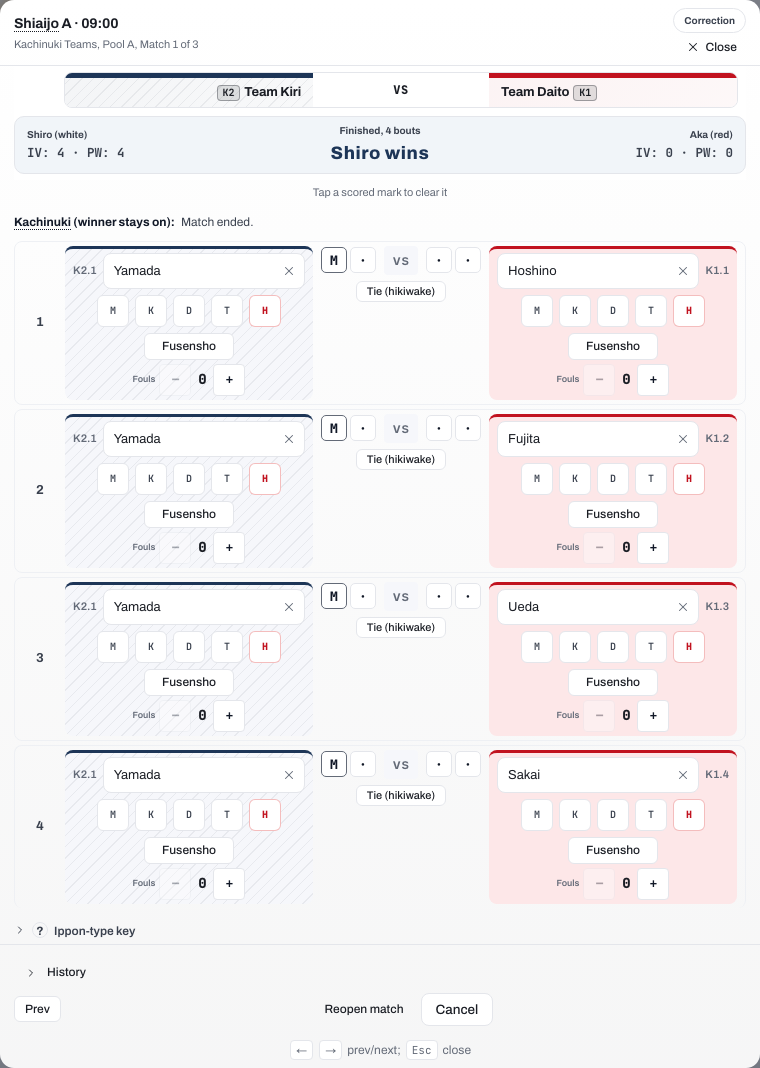 Shiaijo A · 09:00
Correction
Kachinuki Teams, Pool A, Match 1 of 3
Close
K2 Team Kiri
VS
Team Daito K1
Shiro (white)
Finished, 4 bouts
Aka (red)
IV: 4 · PW: 4
Shiro wins
IV: 0 · PW: 0
Tap a scored mark to clear it
Kachinuki (winner stays on): Match ended.
1
K2.1 Yamada
M • vs • •
Hoshino K1.1
Tie (hikiwake)
M K D T H
M K D T H
Fusensho
Fusensho
Fouls − 0 +
Fouls − 0 +
2
K2.1 Yamada
M • vs • •
Fujita K1.2
Tie (hikiwake)
M K D T H
M K D T H
Fusensho
Fusensho
Fouls − 0 +
Fouls − 0 +
3
K2.1 Yamada
M • vs • •
Ueda K1.3
Tie (hikiwake)
M K D T H
M K D T H
Fusensho
Fusensho
Fouls − 0 +
Fouls − 0 +
4
K2.1 Yamada
M • vs • •
Sakai K1.4
Tie (hikiwake)
M K D T H
M K D T H
Fusensho
Fusensho
Fouls − 0 +
Fouls − 0 +
? Ippon-type key
History
Prev
Reopen match
Cancel
← → prev/next; Esc close